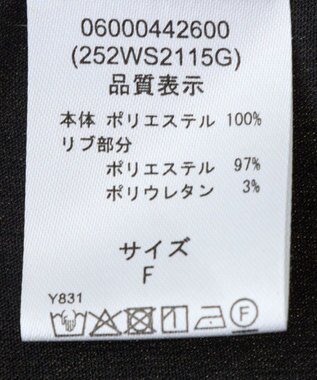 06000442600
(252WS2115G)
品質表示
本体 ポリエステル 100%
リブ部分
ポリエステル 97%
ポリウレタン 3%
サイズ
F
Y831
F